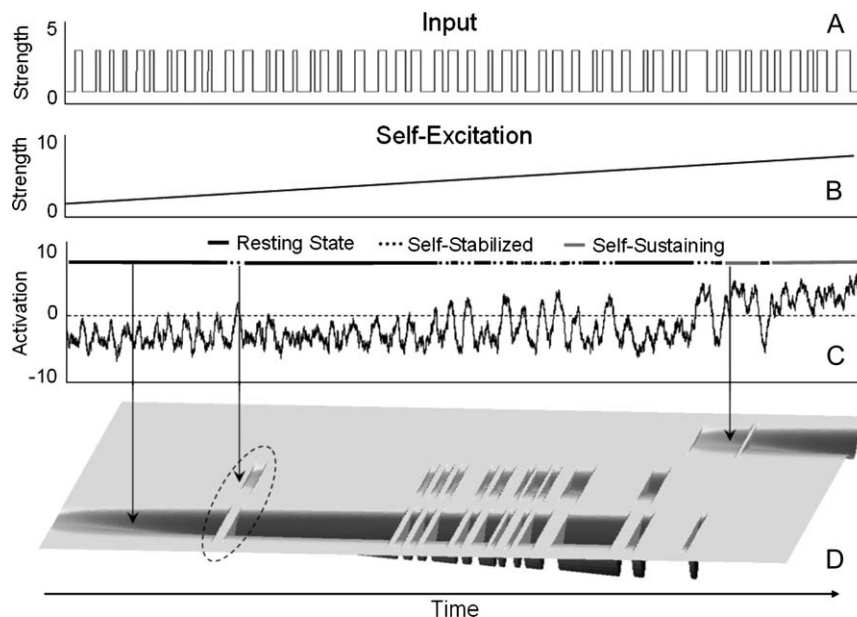 5
Input
A
Strength
0
10
Self-Excitation
Strength
B
0
10
Resting State
Self-Stabilized
Self-Sustaining
Activation
0
-10
C
D
Time